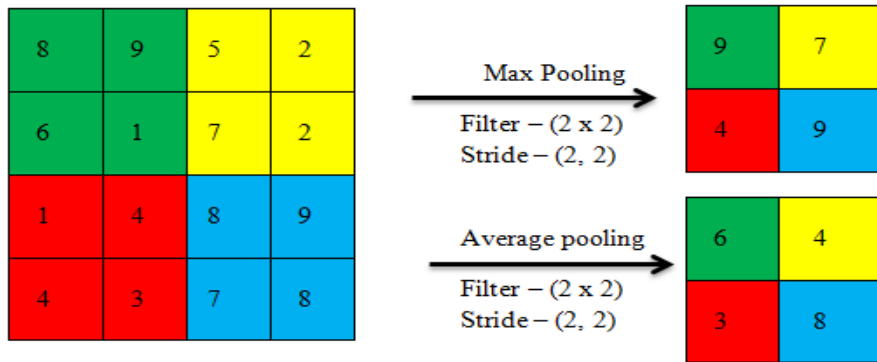 8 9 5 2
6 1 7 2
1 4 8 9
4 3 7 8
Max Pooling
Filter – (2 x 2)
Stride – (2, 2)
9 7
4 9
Average pooling
Filter – (2 x 2)
Stride – (2, 2)
6 4
3 8